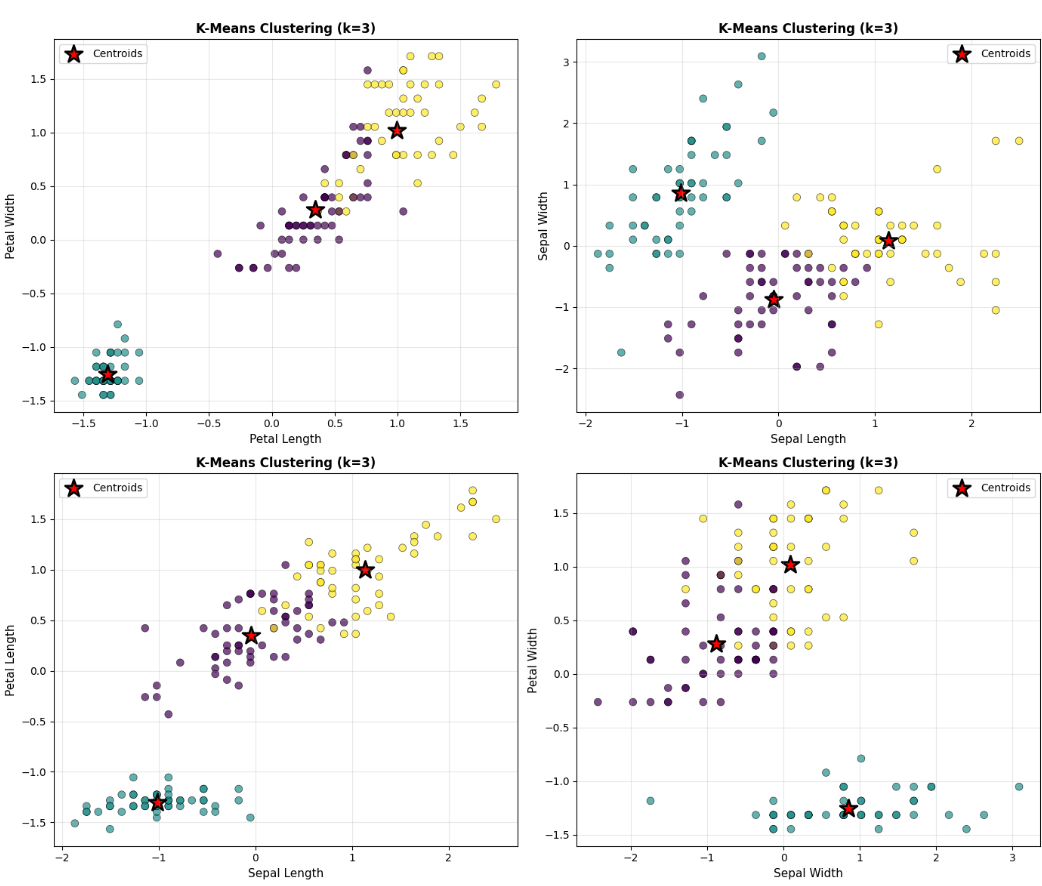 K-Means Clustering (k=3)
Centroids
1.5
1.0
0.5
0.0
−0.5
−1.0
−1.5
Petal Width
−1.5 −1.0 −0.5 0.0 0.5 1.0 1.5
Petal Length
K-Means Clustering (k=3)
Centroids
3
2
1
0
−1
−2
Sepal Width
−2 −1 0 1 2
Sepal Length
K-Means Clustering (k=3)
Centroids
1.5
1.0
0.5
0.0
−0.5
−1.0
−1.5
Petal Length
−2 −1 0 1 2
Sepal Length
K-Means Clustering (k=3)
Centroids
1.5
1.0
0.5
0.0
−0.5
−1.0
−1.5
Petal Width
−2 −1 0 1 2 3
Sepal Width